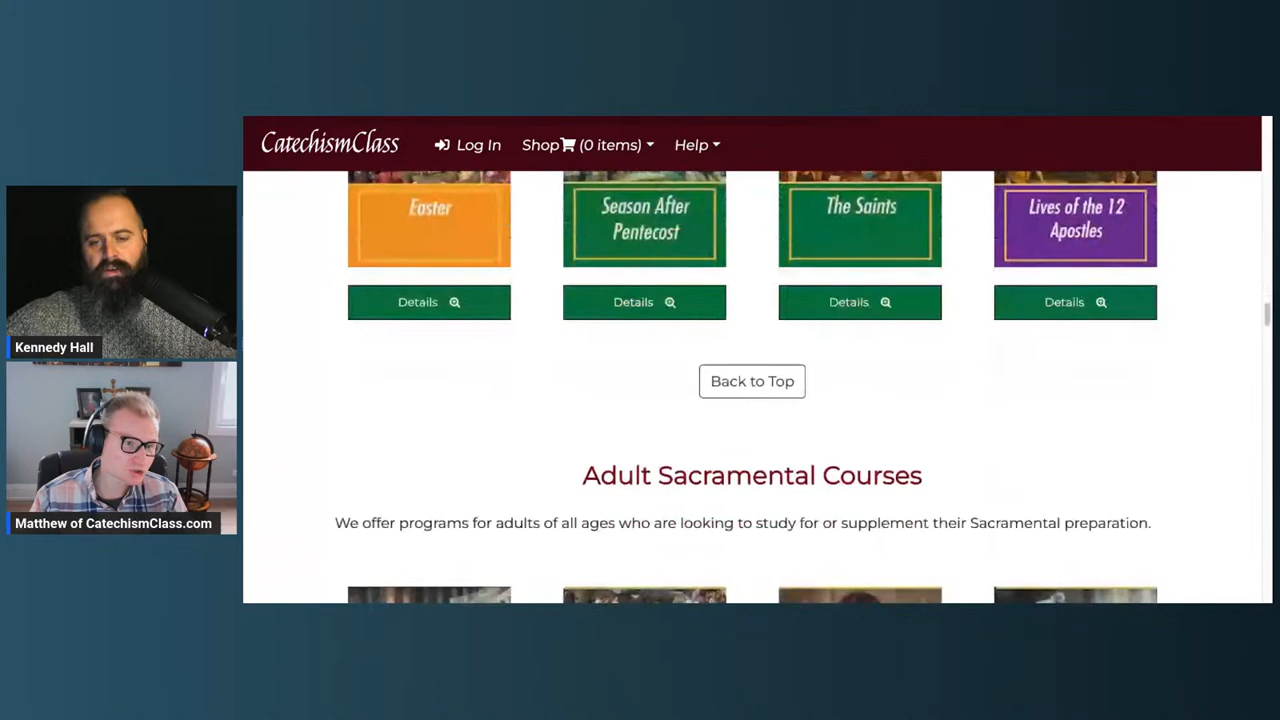 CatechismClass
Log In
Shop (0 items)
Help
Easter
Season After
Pentecost
The Saints
Lives of the 12
Apostles
Details
Details
Details
Details
Back to Top
Adult Sacramental Courses
We offer programs for adults of all ages who are looking to study for or supplement their Sacramental preparation.
Kennedy Hall
Matthew of CatechismClass.com